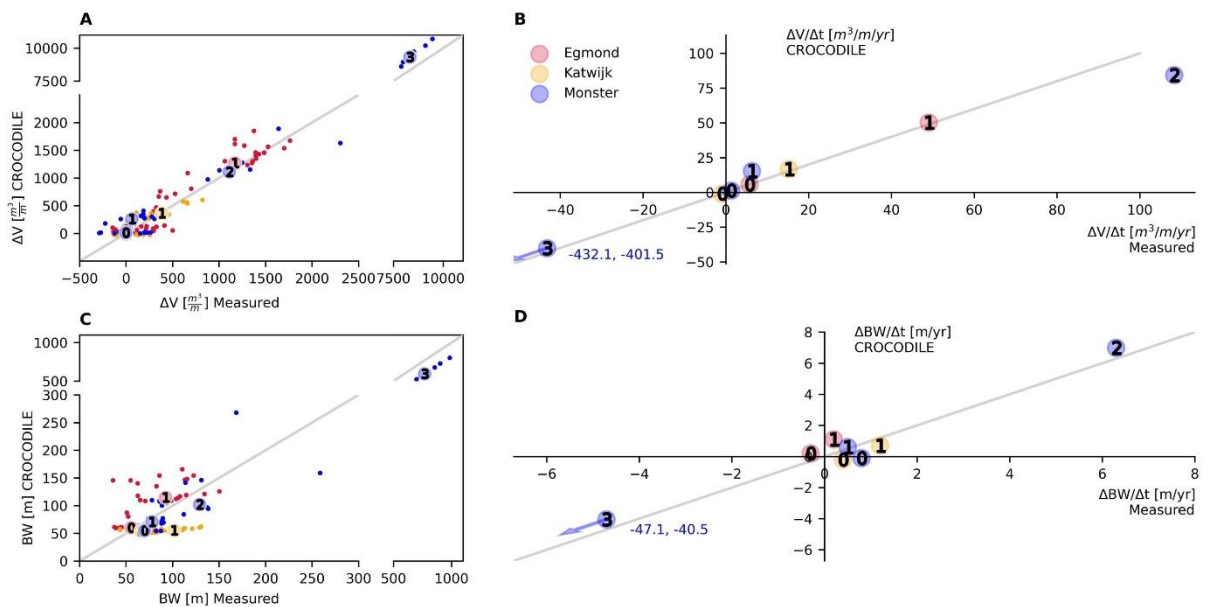 A
10000
7500
2000
1500
1000
500
0
ΔV [m³/m] CROCODILE
−500 0 500 1000 1500 2000 2500 7500 10000
ΔV [m³/m] Measured
3
1
2
1
1
0
B
ΔV/Δt [m³/m/yr]
CROCODILE
Egmond
Katwijk
Monster
100
75
50
25
0
−25
−50
−40 −20 0 20 40 60 80 100
ΔV/Δt [m³/m/yr]
Measured
2
1
1
1
0
0
0
3
-432.1, -401.5
C
1000
500
300
250
200
150
100
50
0
BW [m] CROCODILE
0 50 100 150 200 250 300 500 1000
BW [m] Measured
3
1
2
1
0
0
1
D
ΔBW/Δt [m/yr]
CROCODILE
8
6
4
2
0
−2
−4
−6
−6 −4 −2 0 2 4 6 8
ΔBW/Δt [m/yr]
Measured
2
1
1
1
0
0
0
3
-47.1, -40.5